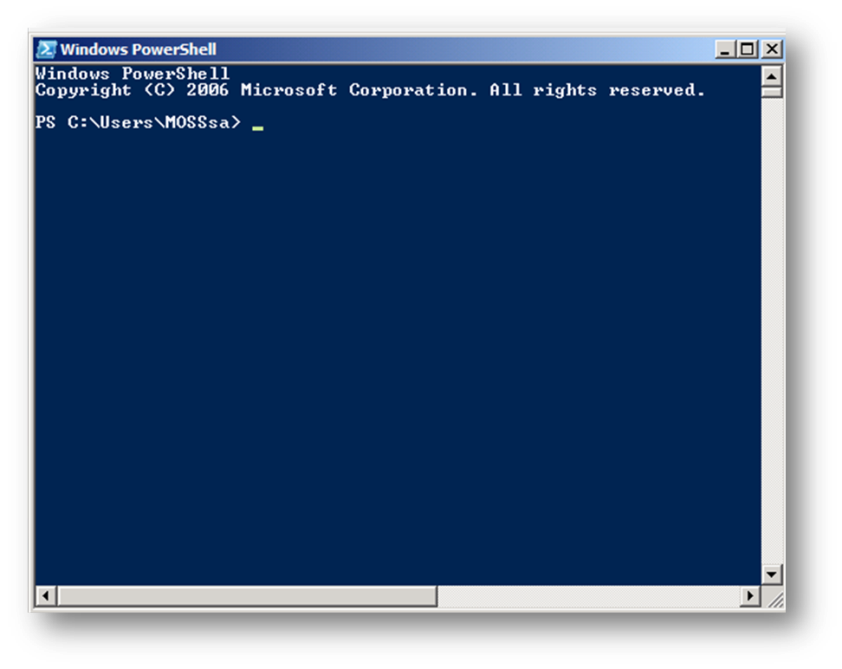 Windows PowerShell
Windows PowerShell
Copyright (C) 2006 Microsoft Corporation. All rights reserved.
PS C:\Users\MOSSsa> _